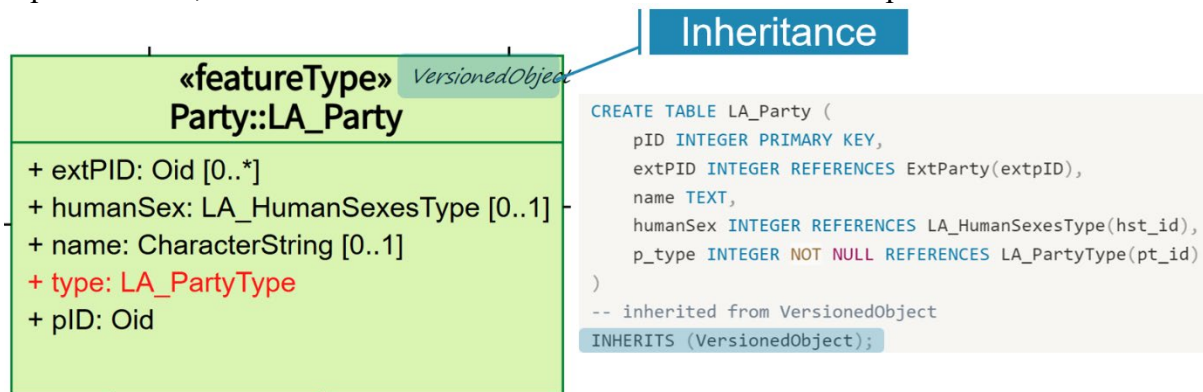 Inheritance
«featureType» VersionedObject
Party::LA_Party
+ extPID: Oid [0..*]
+ humanSex: LA_HumanSexesType [0..1]
+ name: CharacterString [0..1]
+ type: LA_PartyType
+ pID: Oid
CREATE TABLE LA_Party (
    pID INTEGER PRIMARY KEY,
    extPID INTEGER REFERENCES ExtParty(extpID),
    name TEXT,
    humanSex INTEGER REFERENCES LA_HumanSexesType(hst_id),
    p_type INTEGER NOT NULL REFERENCES LA_PartyType(pt_id)
)
-- inherited from VersionedObject
INHERITS (VersionedObject);